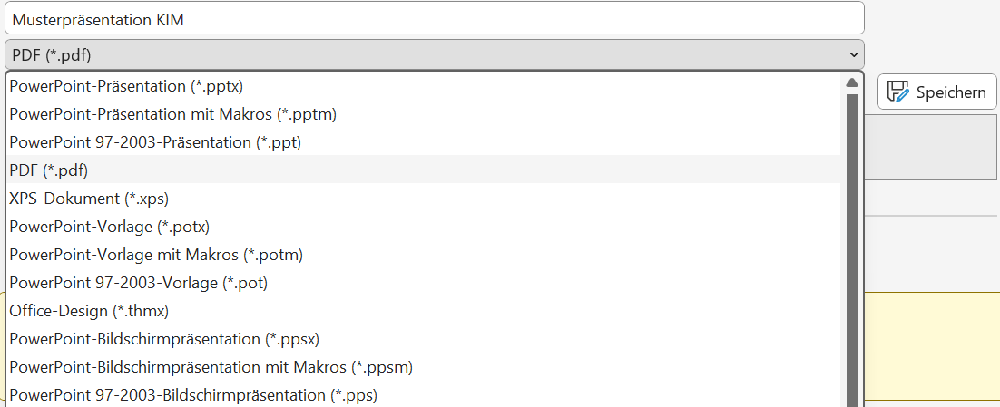 Musterpräsentation KIM
PDF (*.pdf)
PowerPoint-Präsentation (*.pptx)
Speichern
PowerPoint-Präsentation mit Makros (*.pptm)
PowerPoint 97-2003-Präsentation (*.ppt)
PDF (*.pdf)
XPS-Dokument (*.xps)
PowerPoint-Vorlage (*.potx)
PowerPoint-Vorlage mit Makros (*.potm)
PowerPoint 97-2003-Vorlage (*.pot)
Office-Design (*.thmx)
PowerPoint-Bildschirmpräsentation (*.ppsx)
PowerPoint-Bildschirmpräsentation mit Makros (*.ppsm)
PowerPoint 97-2003-Bildschirmpräsentation (*.pps)